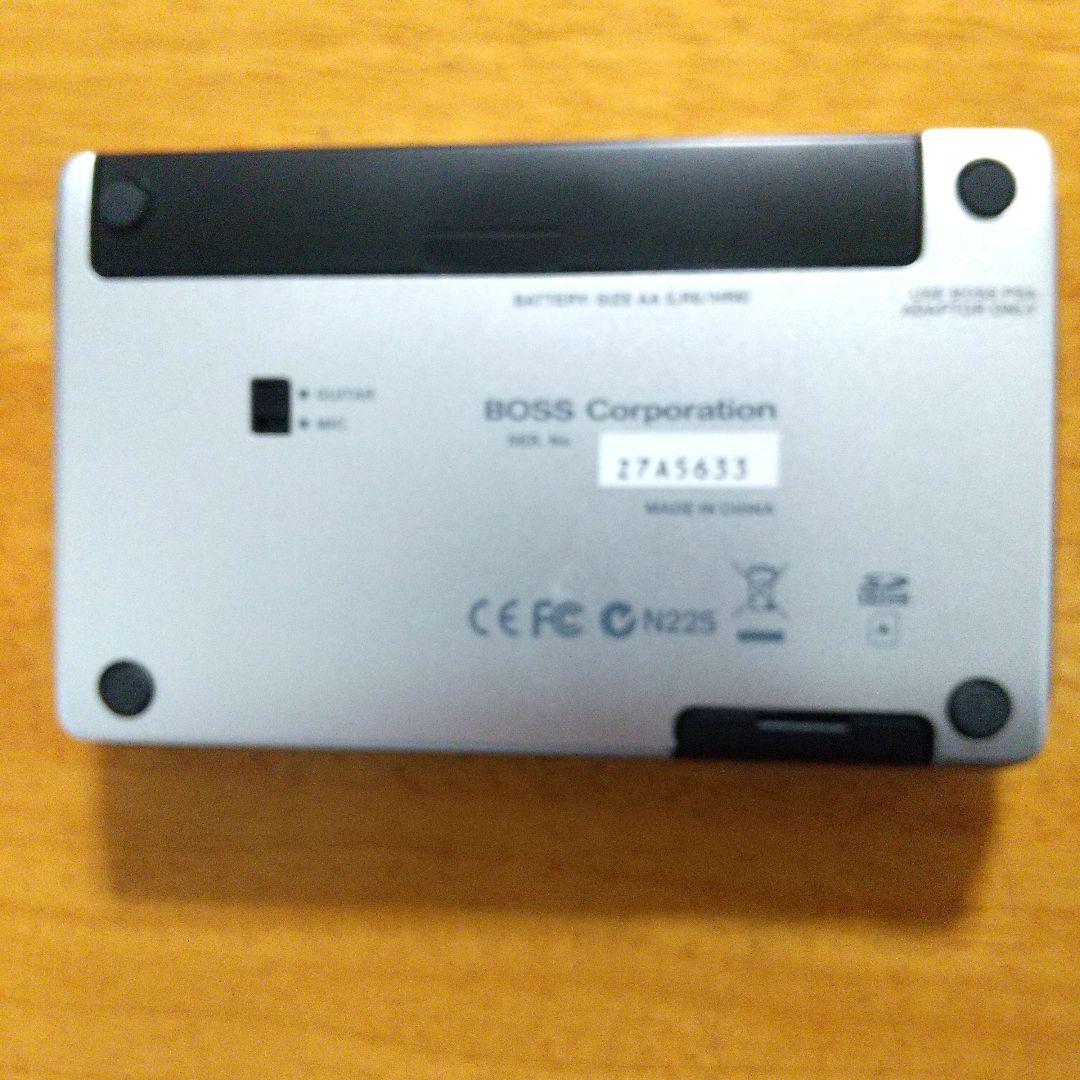 BATTERY: SIZE AA (LR6/HR6)
USE BOSS PSA
ADAPTOR ONLY
GUITAR
MIC
BOSS Corporation
SER. No.
Z7A5633
MADE IN CHINA
CE FC N225